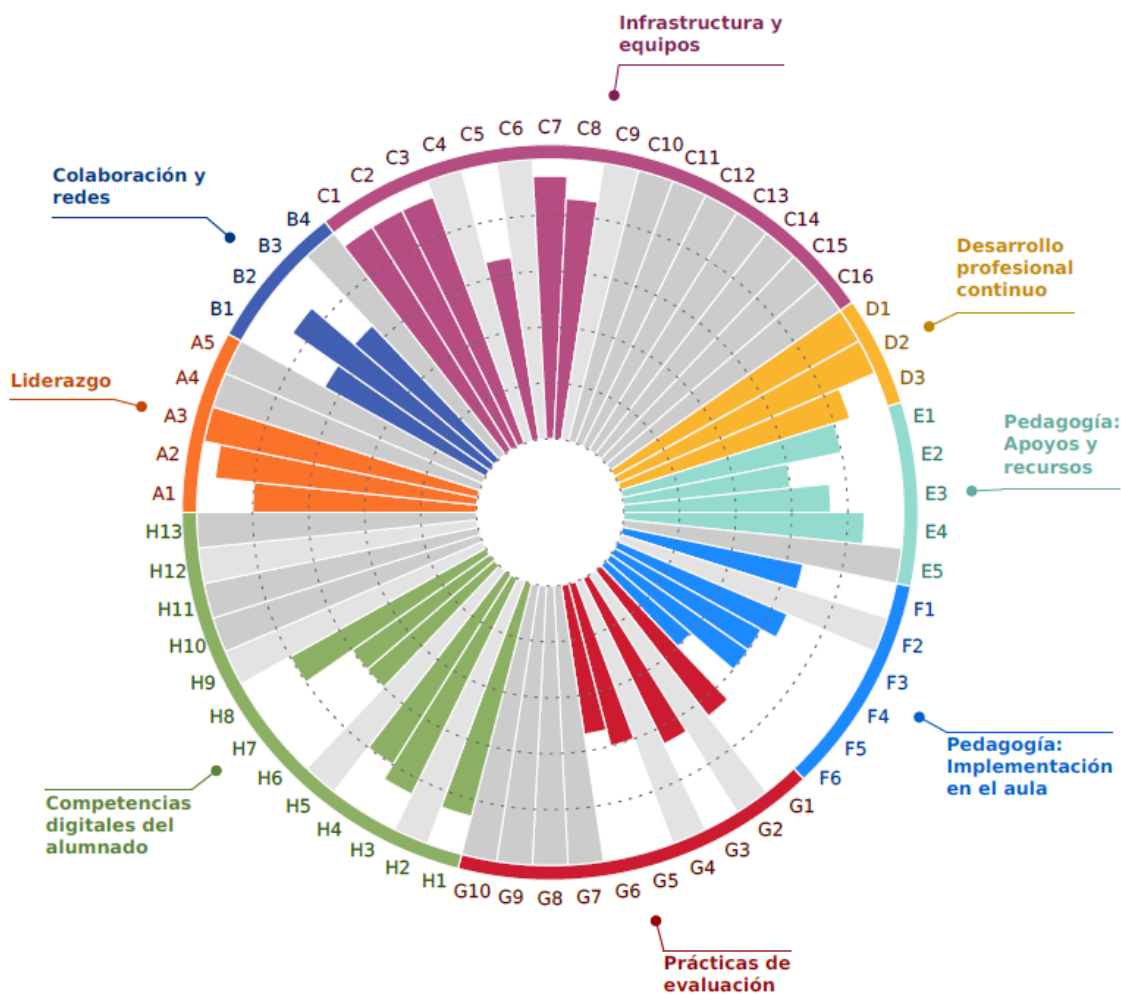 Infrastructura y
equipos
Colaboración y
redes
Desarrollo
profesional
continuo
Liderazgo
Pedagogía:
Apoyos y
recursos
Pedagogía:
Implementación
en el aula
Competencias
digitales del
alumnado
Prácticas de
evaluación
A1
A2
A3
A4
A5
B1
B2
B3
B4
C1
C2
C3
C4
C5
C6
C7
C8
C9
C10
C11
C12
C13
C14
C15
C16
D1
D2
D3
E1
E2
E3
E4
E5
F1
F2
F3
F4
F5
F6
G1
G2
G3
G4
G5
G6
G7
G8
G9
G10
H1
H2
H3
H4
H5
H6
H7
H8
H9
H10
H11
H12
H13